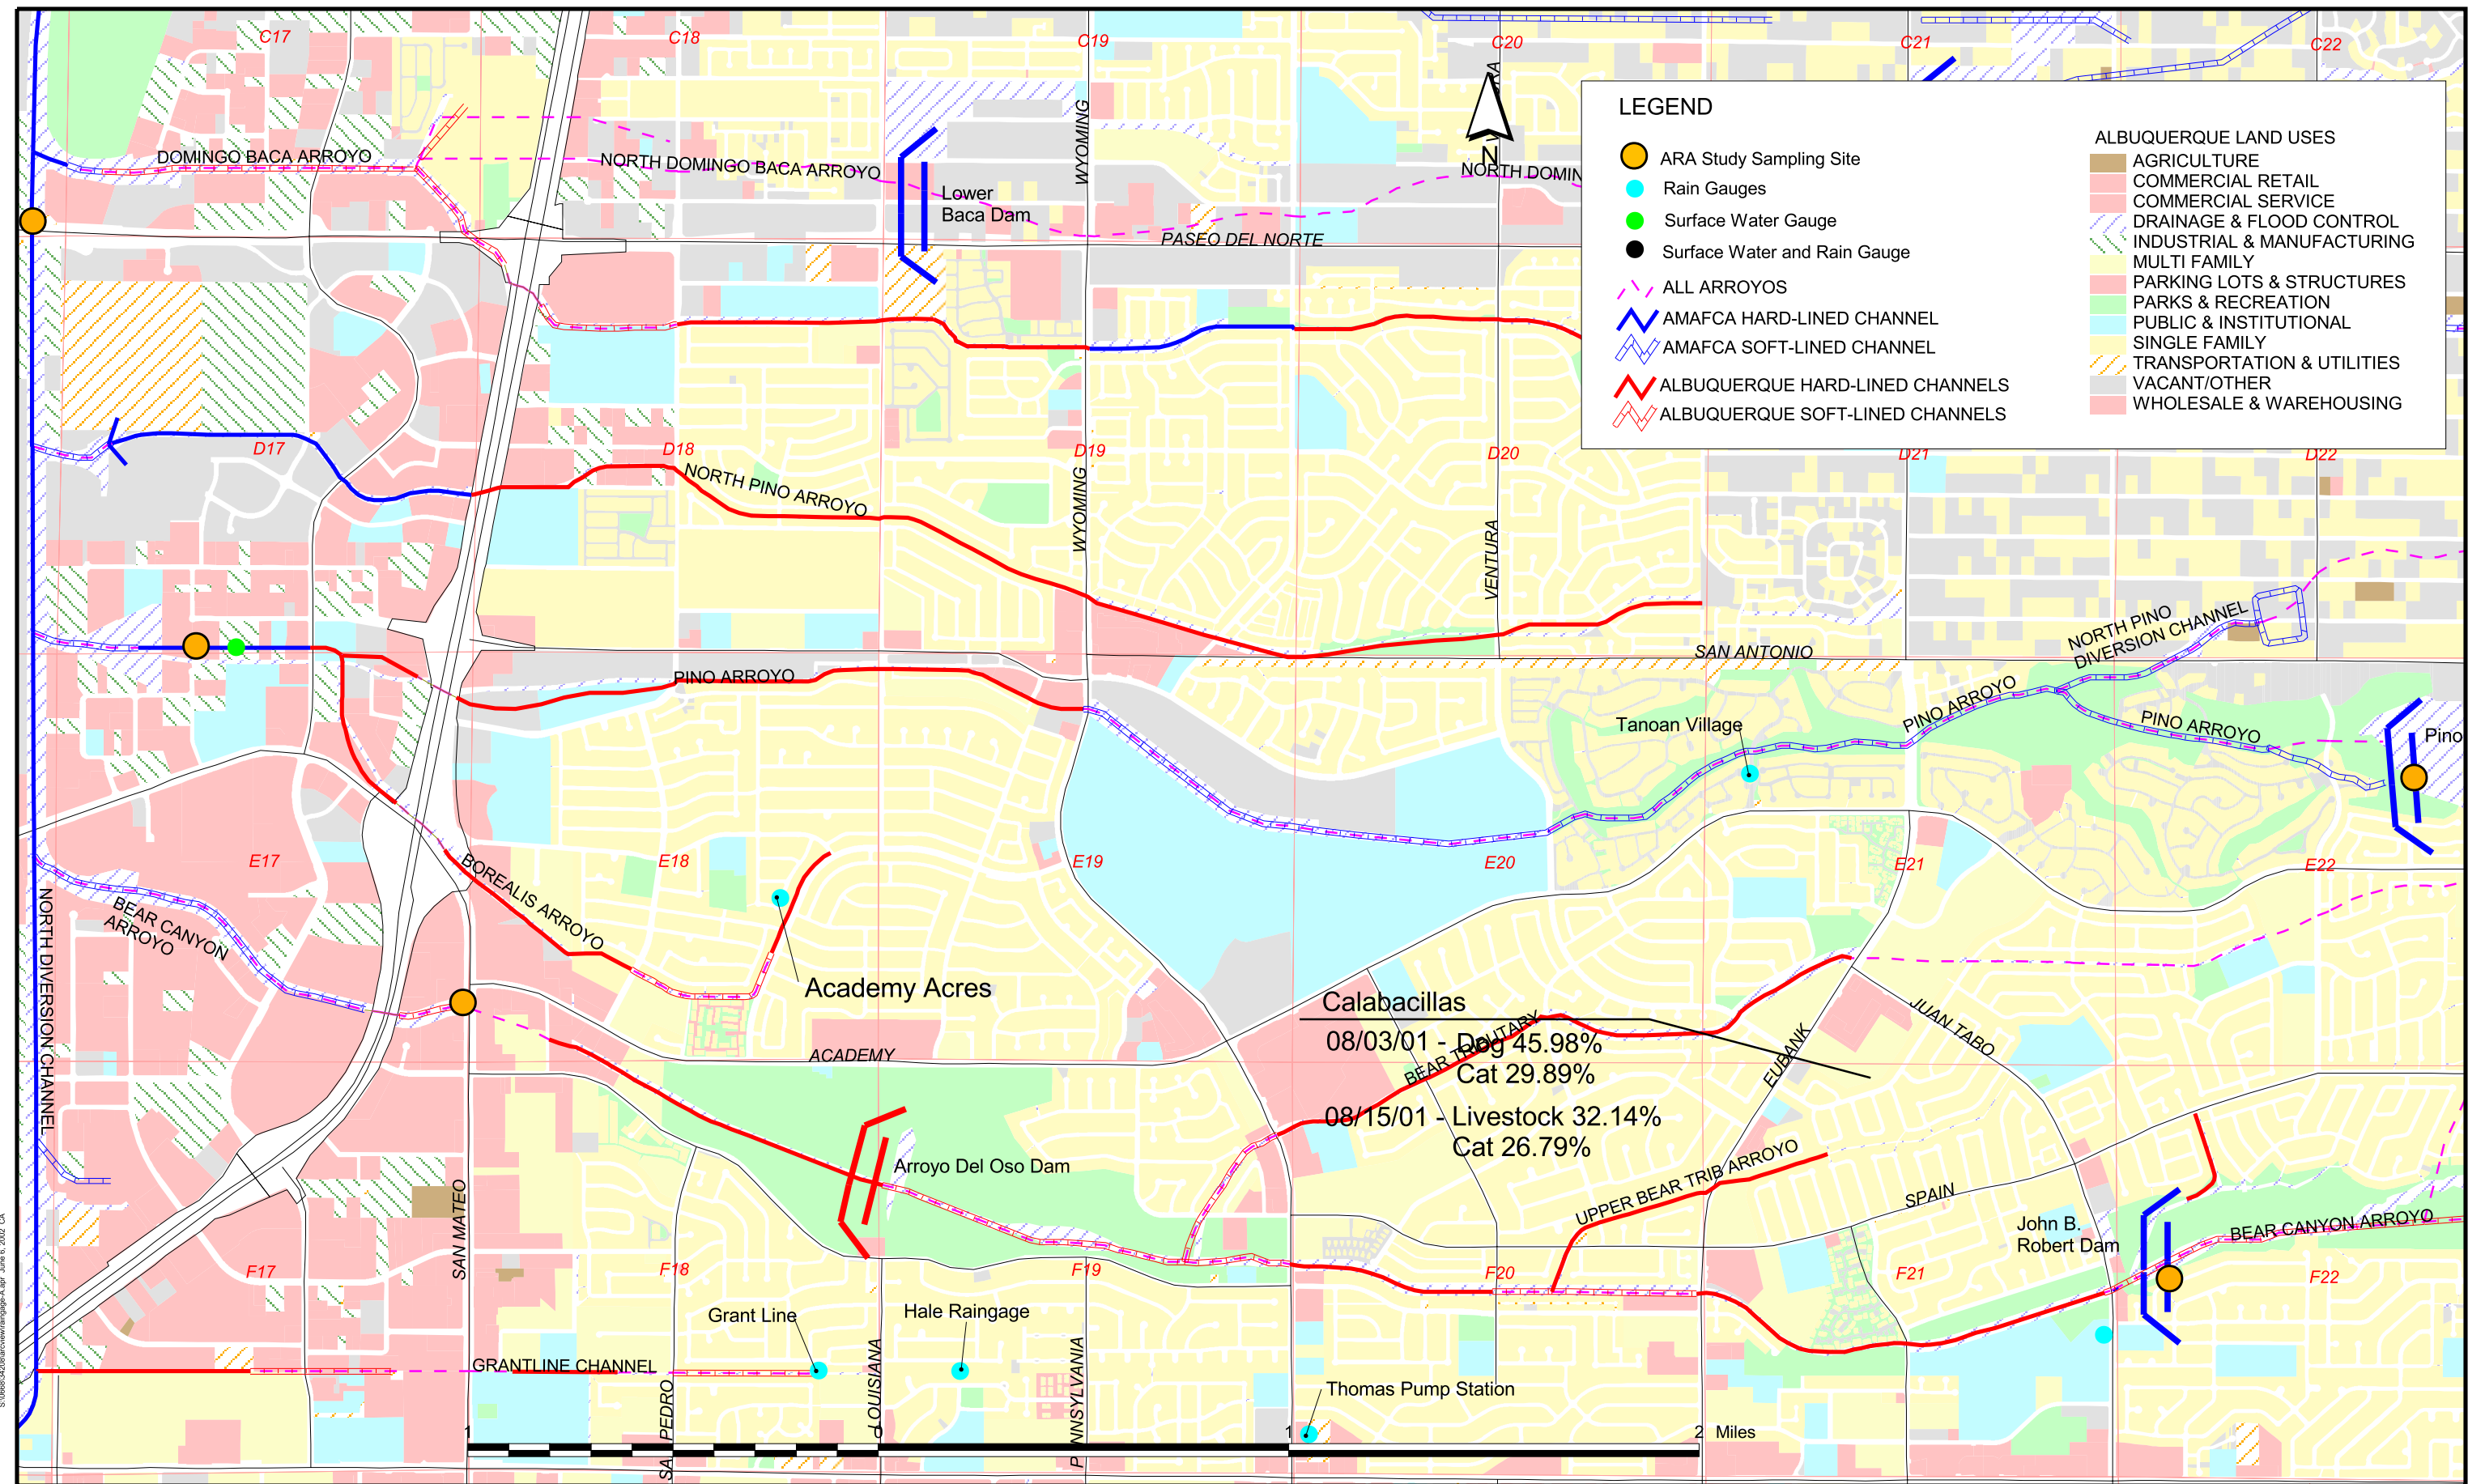 C17
C18
C19
C20
C21
C22
DOMINGO BACA ARROYO
NORTH DOMINGO BACA ARROYO
Lower
Baca Dam
WYOMING
N
NORTH DOMIN
PASEO DEL NORTE
LEGEND
ARA Study Sampling Site
Rain Gauges
Surface Water Gauge
Surface Water and Rain Gauge
ALL ARROYOS
AMAFCA HARD-LINED CHANNEL
AMAFCA SOFT-LINED CHANNEL
ALBUQUERQUE HARD-LINED CHANNELS
ALBUQUERQUE SOFT-LINED CHANNELS
ALBUQUERQUE LAND USES
AGRICULTURE
COMMERCIAL RETAIL
COMMERCIAL SERVICE
DRAINAGE & FLOOD CONTROL
INDUSTRIAL & MANUFACTURING
MULTI FAMILY
PARKING LOTS & STRUCTURES
PARKS & RECREATION
PUBLIC & INSTITUTIONAL
SINGLE FAMILY
TRANSPORTATION & UTILITIES
VACANT/OTHER
WHOLESALE & WAREHOUSING
D17
D18
D19
D20
D21
D22
NORTH PINO ARROYO
WYOMING
VENTURA
SAN ANTONIO
NORTH PINO
DIVERSION CHANNEL
PINO ARROYO
Tanoan Village
PINO ARROYO
PINO ARROYO
Pino
E17
E18
E19
E20
E21
E22
BOREALIS ARROYO
BEAR CANYON
ARROYO
NORTH DIVERSION CHANNEL
Academy Acres
ACADEMY
Calabacillas
08/03/01 - Dog 45.98%
Cat 29.89%
08/15/01 - Livestock 32.14%
Cat 26.79%
BEAR TRIBUTARY
EUBANK
JUAN TABO
Arroyo Del Oso Dam
UPPER BEAR TRIB ARROYO
SPAIN
John B.
Robert Dam
BEAR CANYON ARROYO
SAN MATEO
F17
F18
F19
F20
F21
F22
Grant Line
Hale Raingage
GRANTLINE CHANNEL
LOUISIANA
Thomas Pump Station
1 0 1 2 Miles